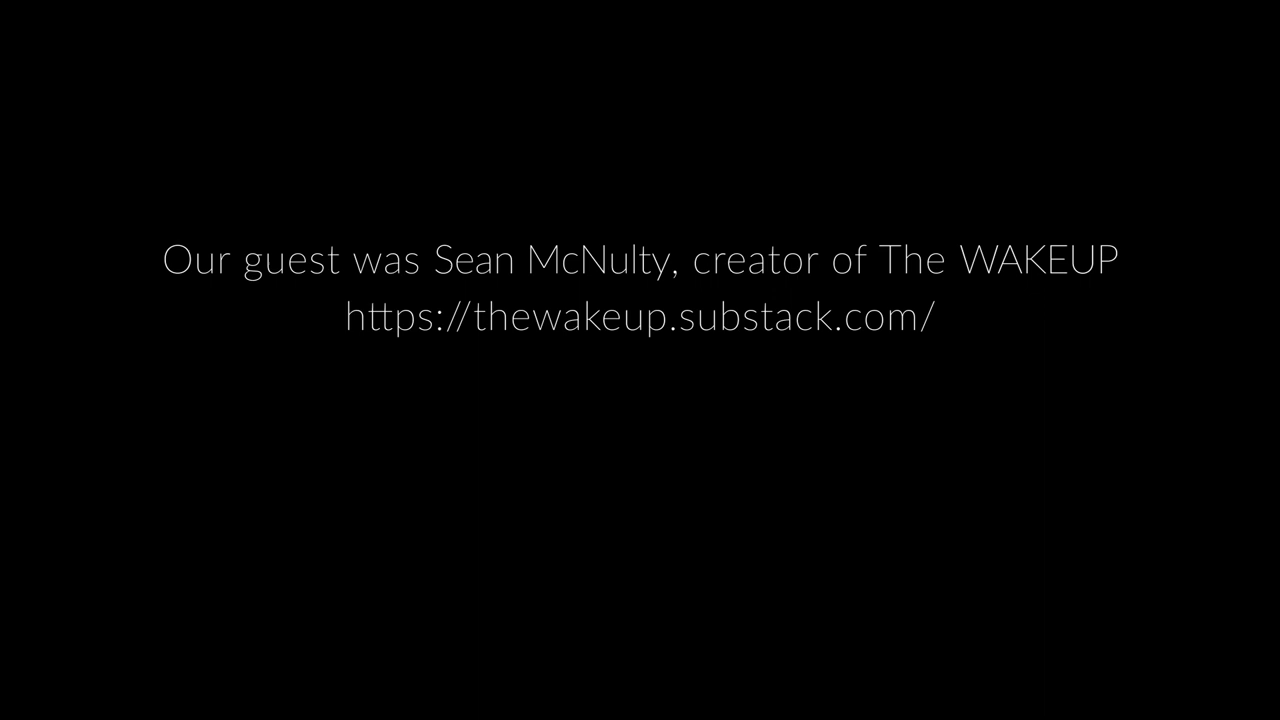 Our guest was Sean McNulty, creator of The WAKEUP
https://thewakeup.substack.com/